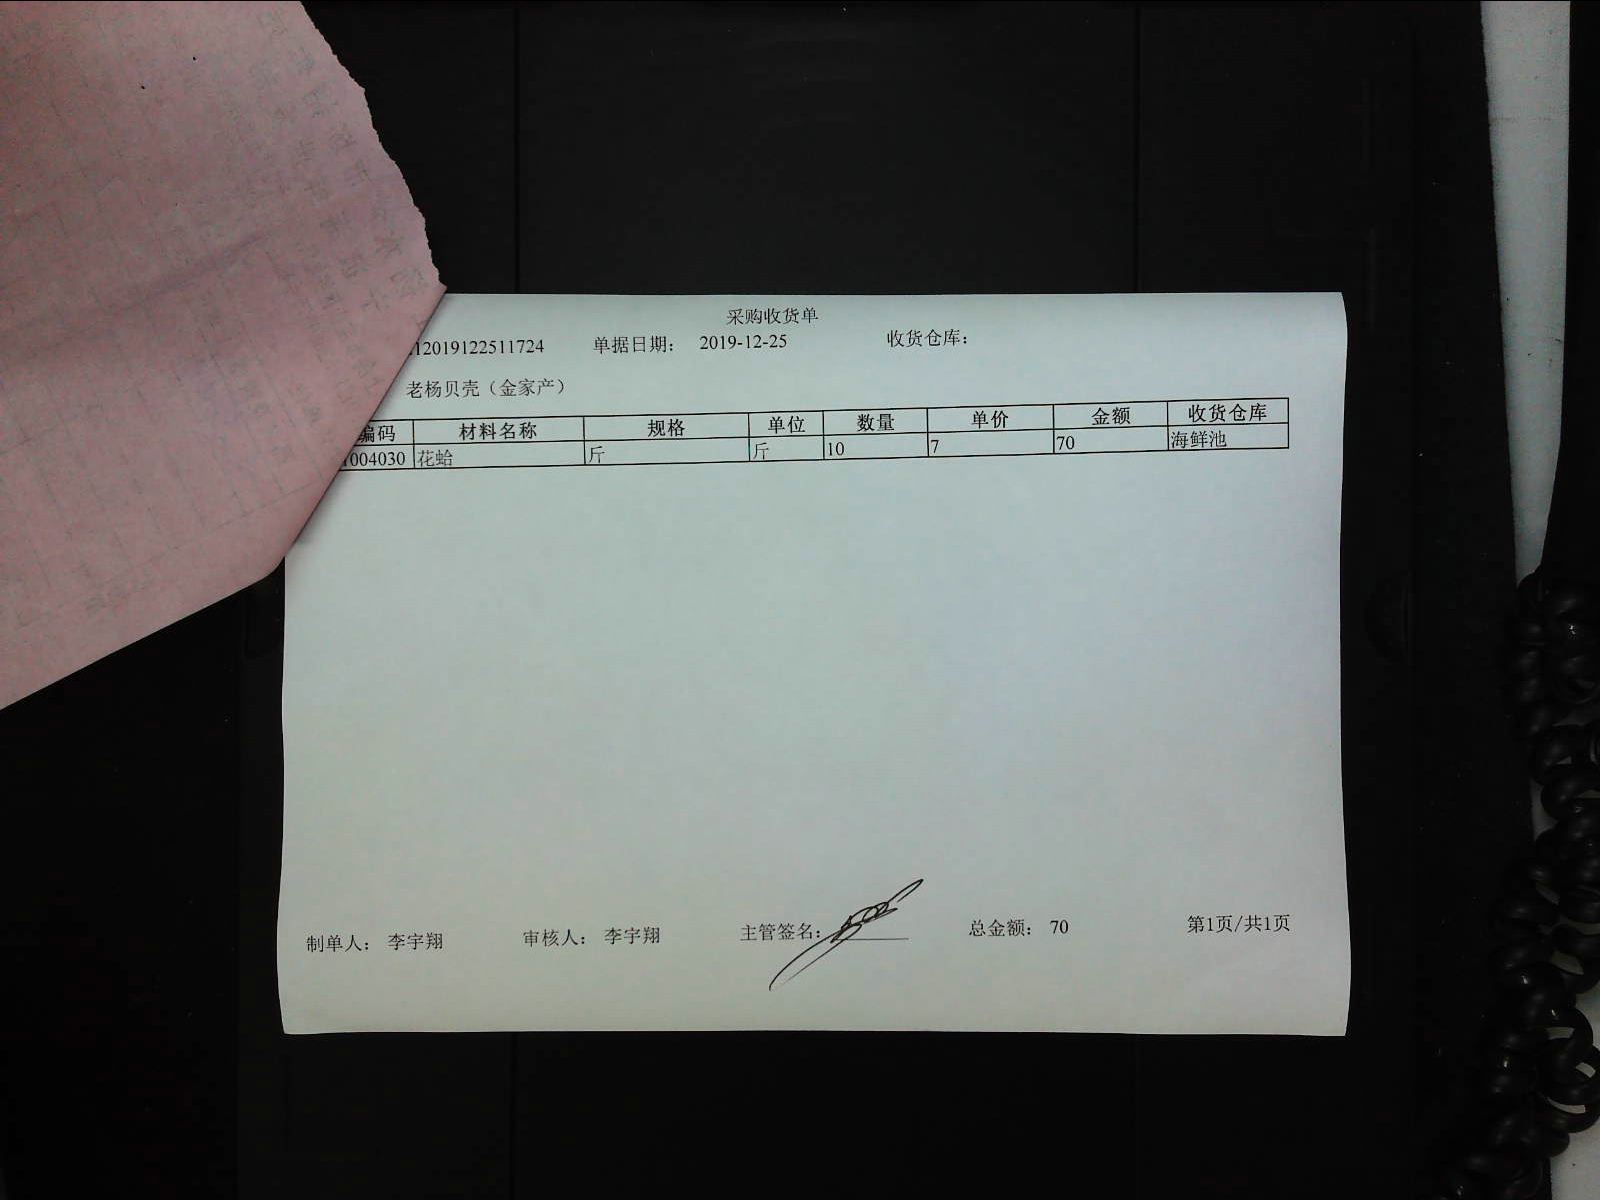 采购收货单
12019122511724 单据日期： 2019-12-25 收货仓库：
老杨贝壳（金家产）
编码 材料名称 规格 单位 数量 单价 金额 收货仓库
004030 花蛤 斤 斤 10 7 70 海鲜池
制单人： 李宇翔 审核人： 李宇翔 主管签名： 总金额： 70 第1页/共1页